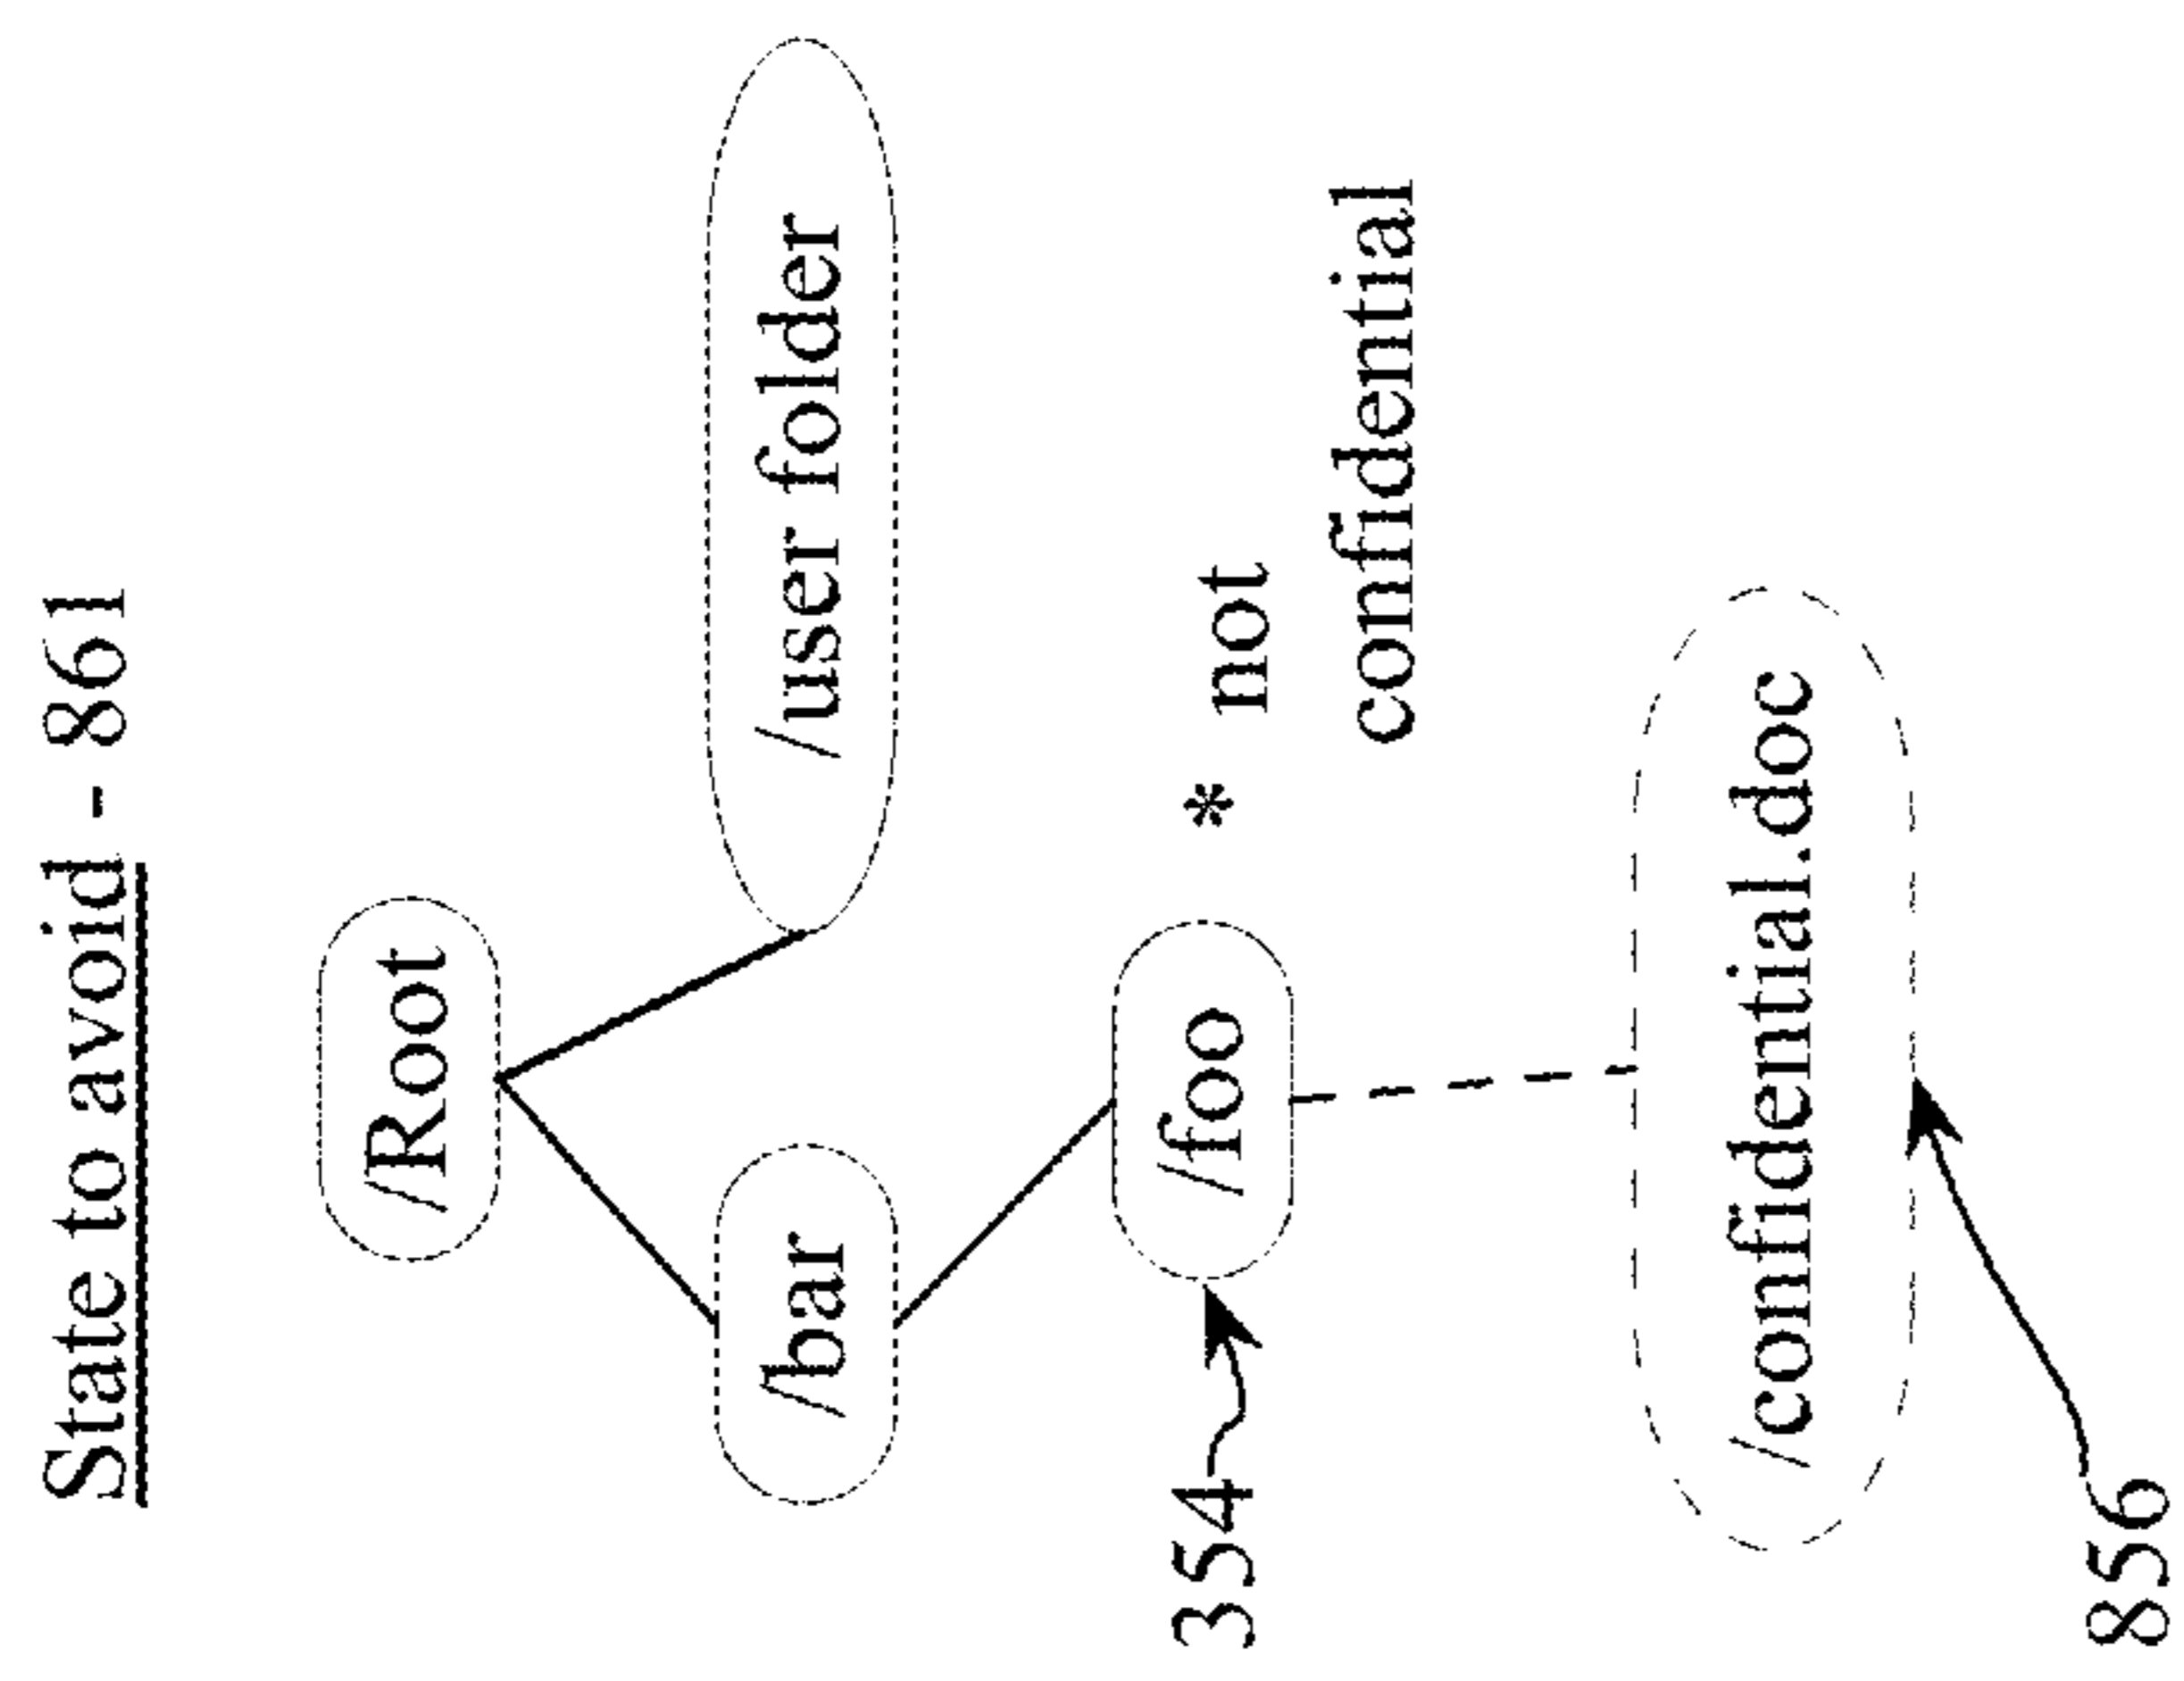 State to avoid - 861
/Root
/bar
/user folder
354
/foo
* not
confidential
/confidential.doc
856